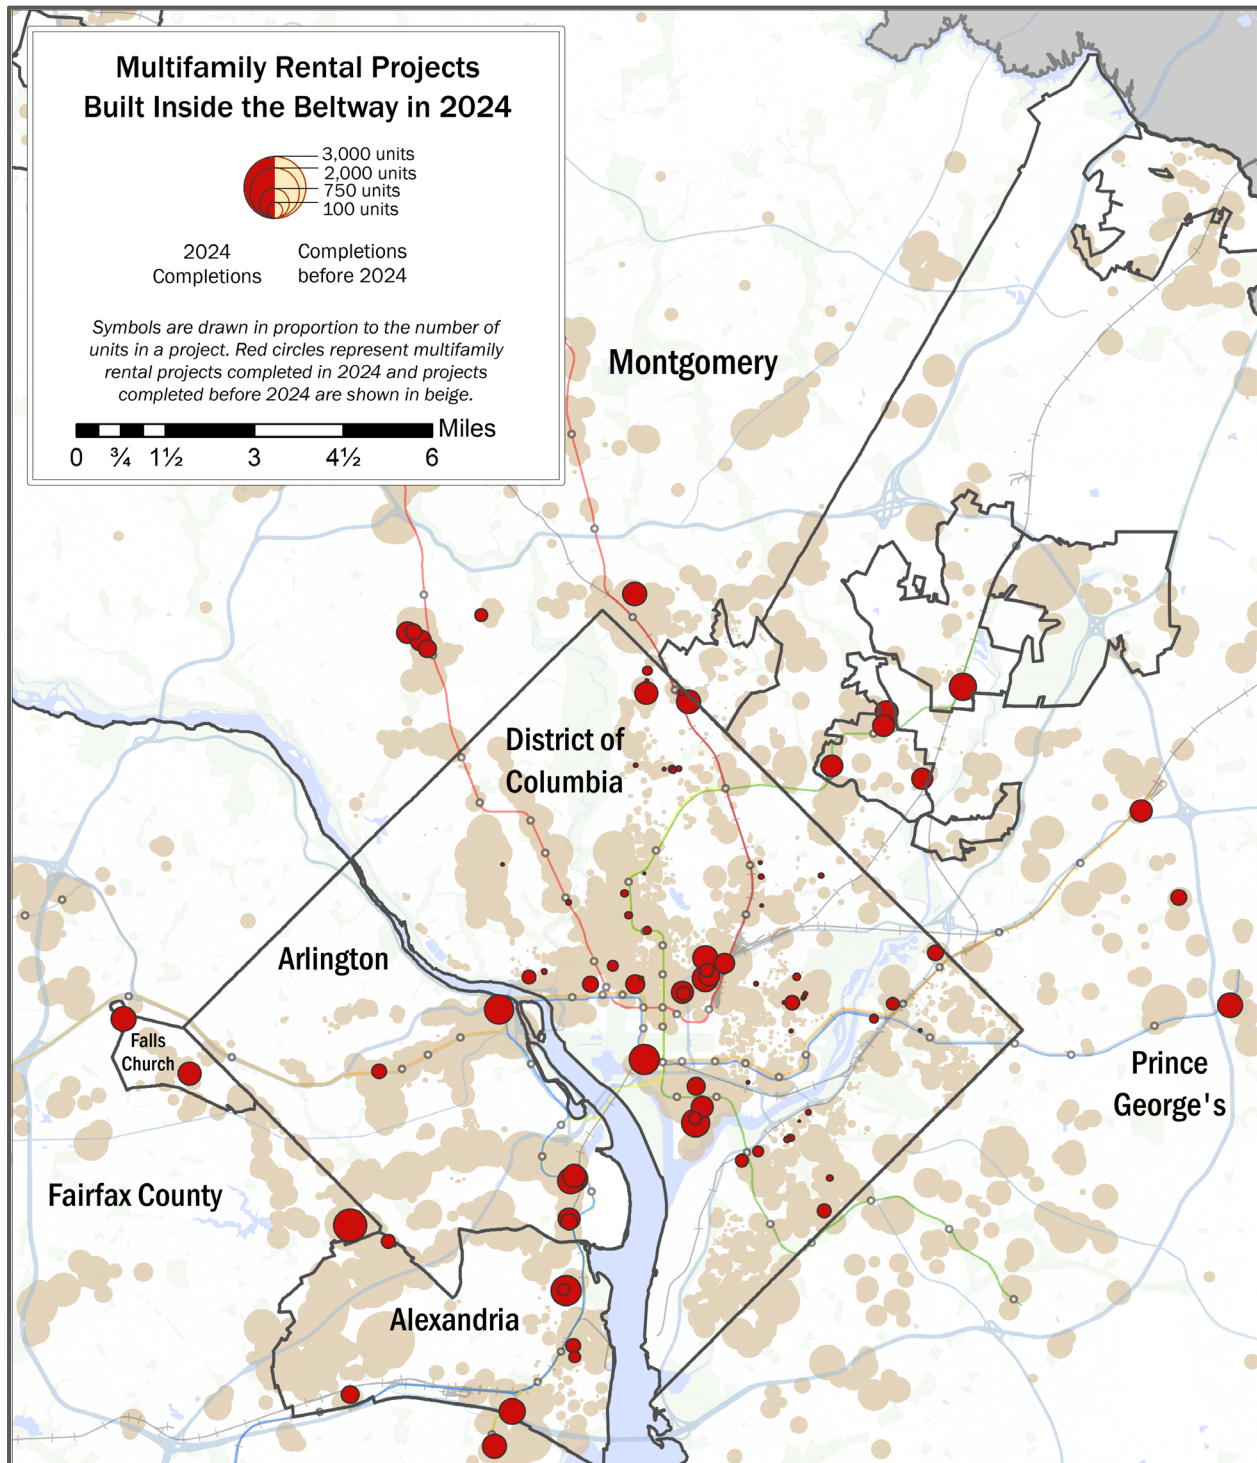 Multifamily Rental Projects
Built Inside the Beltway in 2024
3,000 units
2,000 units
750 units
100 units
2024
Completions
Completions
before 2024
Symbols are drawn in proportion to the number of
units in a project. Red circles represent multifamily
rental projects completed in 2024 and projects
completed before 2024 are shown in beige.
Miles
0 ¾ 1½ 3 4½ 6
Montgomery
District of
Columbia
Arlington
Falls
Church
Prince
George's
Fairfax County
Alexandria